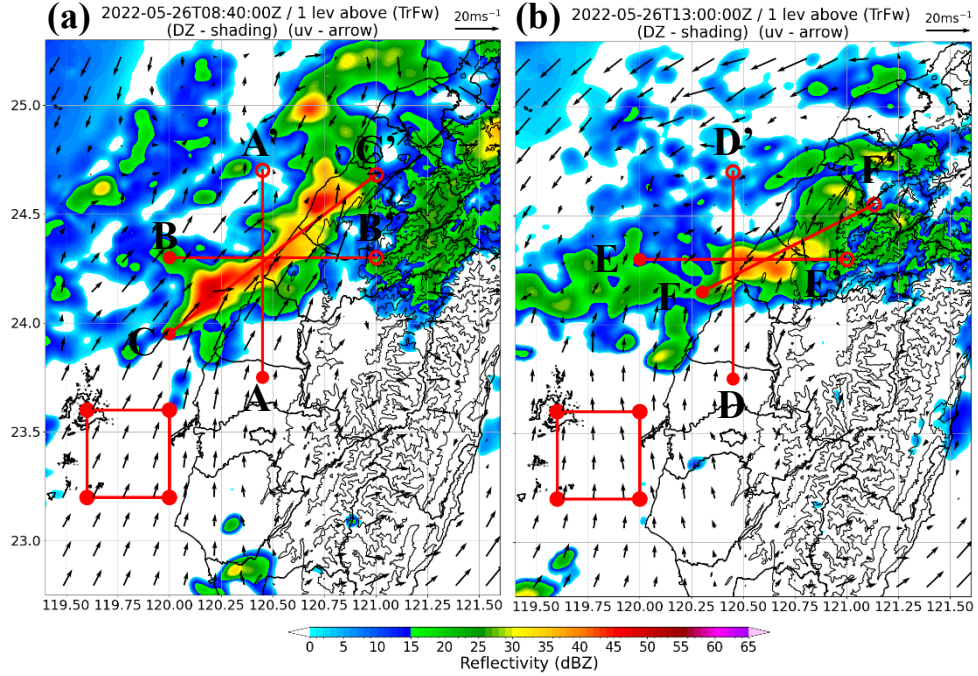 (a)
2022-05-26T08:40:00Z / 1 lev above (TrFw)
(DZ - shading) (uv - arrow)
20ms⁻¹
25.0
24.5
24.0
23.5
23.0
A'
C'
B
B'
C
A
119.50 119.75 120.00 120.25 120.50 120.75 121.00 121.25 121.50
(b)
2022-05-26T13:00:00Z / 1 lev above (TrFw)
(DZ - shading) (uv - arrow)
20ms⁻¹
D'
F'
E
E'
F
D
119.50 119.75 120.00 120.25 120.50 120.75 121.00 121.25 121.50
0 5 10 15 20 25 30 35 40 45 50 55 60 65
Reflectivity (dBZ)